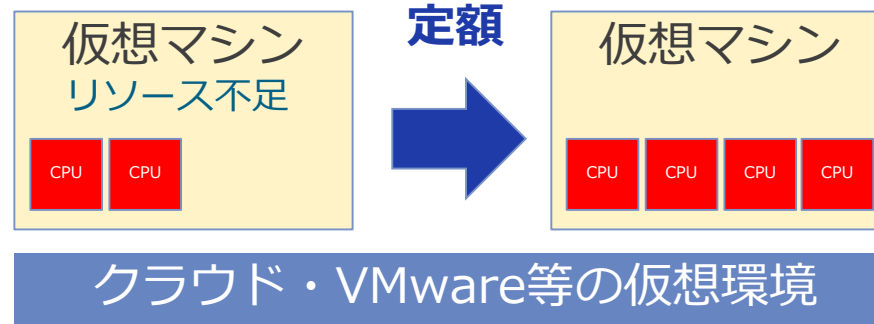 仮想マシン
リソース不足
CPU CPU
定額
仮想マシン
CPU CPU CPU CPU
クラウド・VMware等の仮想環境